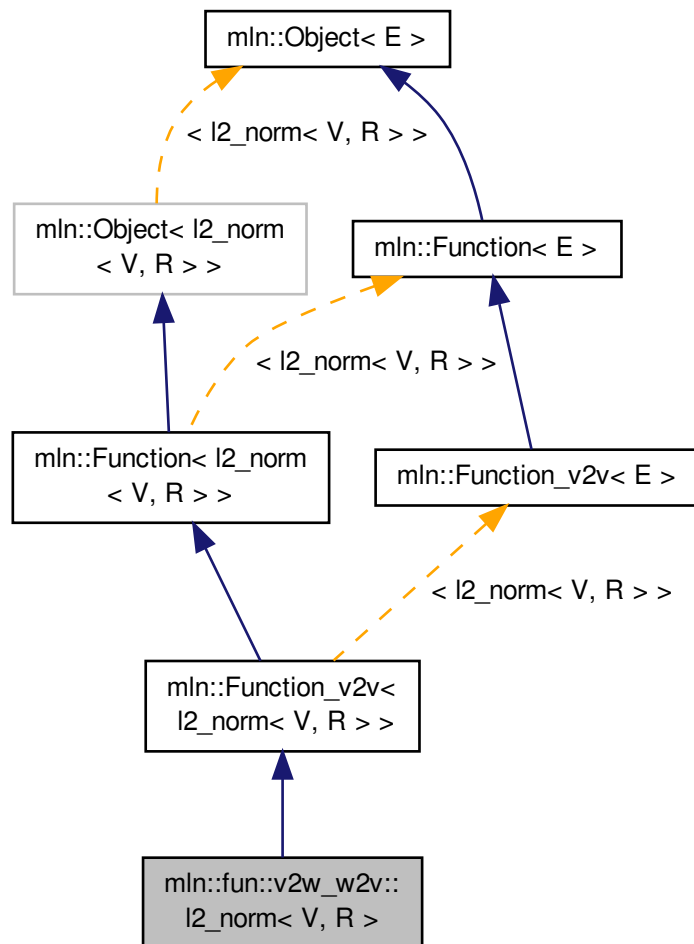 mln::Object< E >
< l2_norm< V, R > >
mln::Object< l2_norm
< V, R > >
mln::Function< E >
< l2_norm< V, R > >
mln::Function< l2_norm
< V, R > >
mln::Function_v2v< E >
< l2_norm< V, R > >
mln::Function_v2v<
l2_norm< V, R > >
mln::fun::v2w_w2v::
l2_norm< V, R >